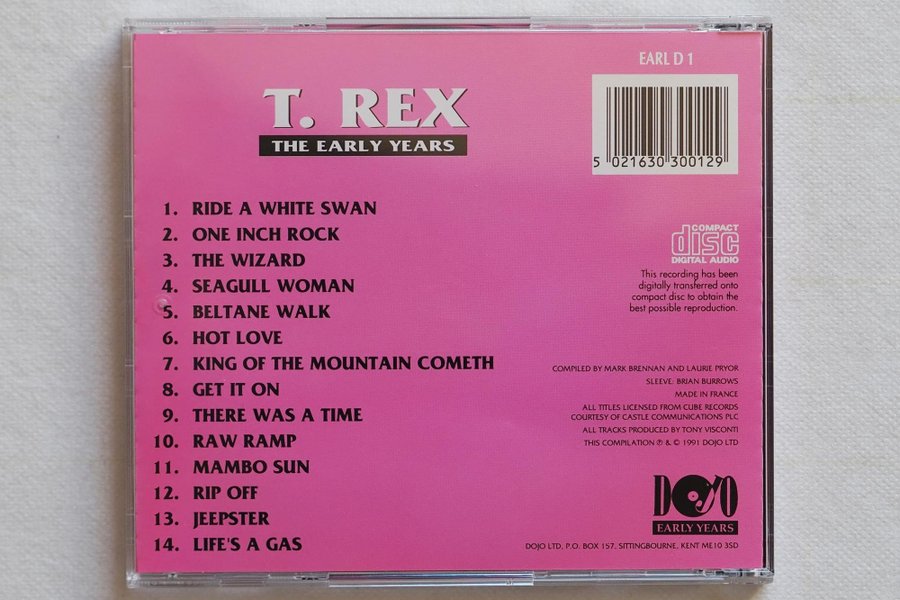 EARL D 1
T. REX
THE EARLY YEARS
5 021630 300129
1. RIDE A WHITE SWAN
2. ONE INCH ROCK
3. THE WIZARD
4. SEAGULL WOMAN
5. BELTANE WALK
6. HOT LOVE
7. KING OF THE MOUNTAIN COMETH
8. GET IT ON
9. THERE WAS A TIME
10. RAW RAMP
11. MAMBO SUN
12. RIP OFF
13. JEEPSTER
14. LIFE'S A GAS
COMPACT
disc
DIGITAL AUDIO
This recording has been
digitally transferred onto
compact disc to obtain the
best possible reproduction.
COMPILED BY MARK BRENNAN AND LAURIE PRYOR
SLEEVE: BRIAN BURROWS
MADE IN FRANCE
ALL TITLES LICENSED FROM CUBE RECORDS
COURTESY OF CASTLE COMMUNICATIONS PLC
ALL TRACKS PRODUCED BY TONY VISCONTI
THIS COMPILATION ℗ & © 1991 DOJO LTD
DOJO
EARLY YEARS
DOJO LTD, P.O. BOX 157, SITTINGBOURNE, KENT ME10 3SD